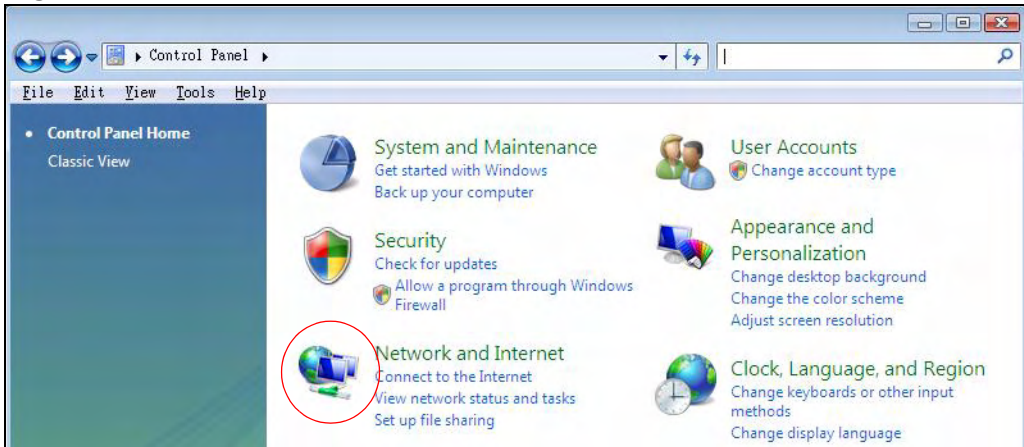 Control Panel
File Edit View Tools Help
Control Panel Home
Classic View
System and Maintenance
Get started with Windows
Back up your computer
Security
Check for updates
Allow a program through Windows
Firewall
Network and Internet
Connect to the Internet
View network status and tasks
Set up file sharing
User Accounts
Change account type
Appearance and
Personalization
Change desktop background
Change the color scheme
Adjust screen resolution
Clock, Language, and Region
Change keyboards or other input
methods
Change display language